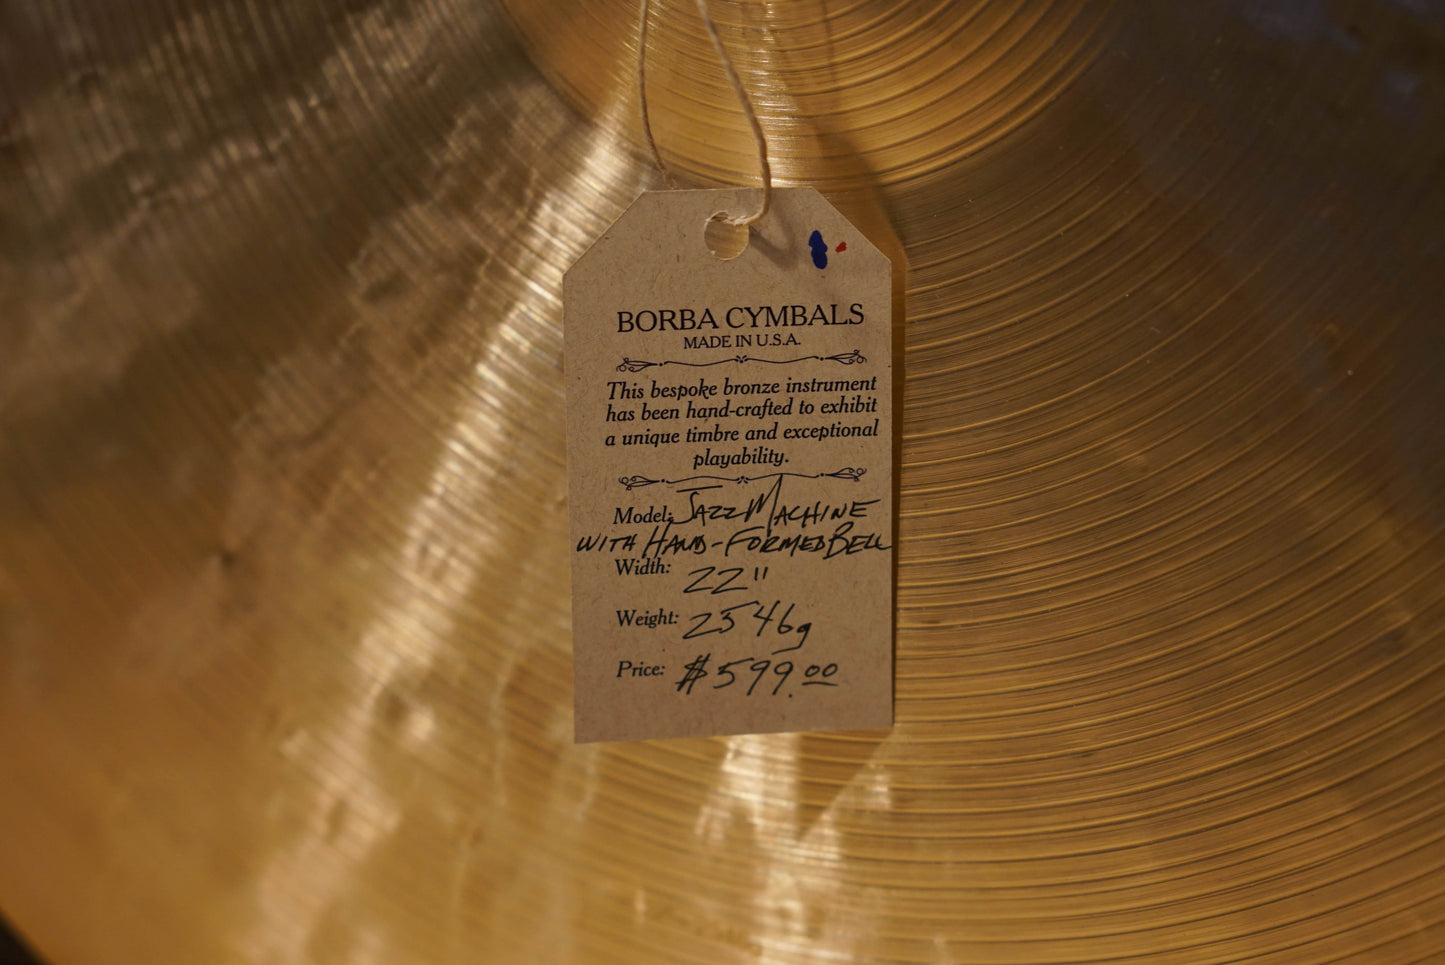 BORBA CYMBALS
MADE IN U.S.A.
This bespoke bronze instrument
has been hand-crafted to exhibit
a unique timbre and exceptional
playability.
Model: JAZZ MACHINE
WITH HAND-FORMED BELL
Width: 22"
Weight: 2546g
Price: $599.00